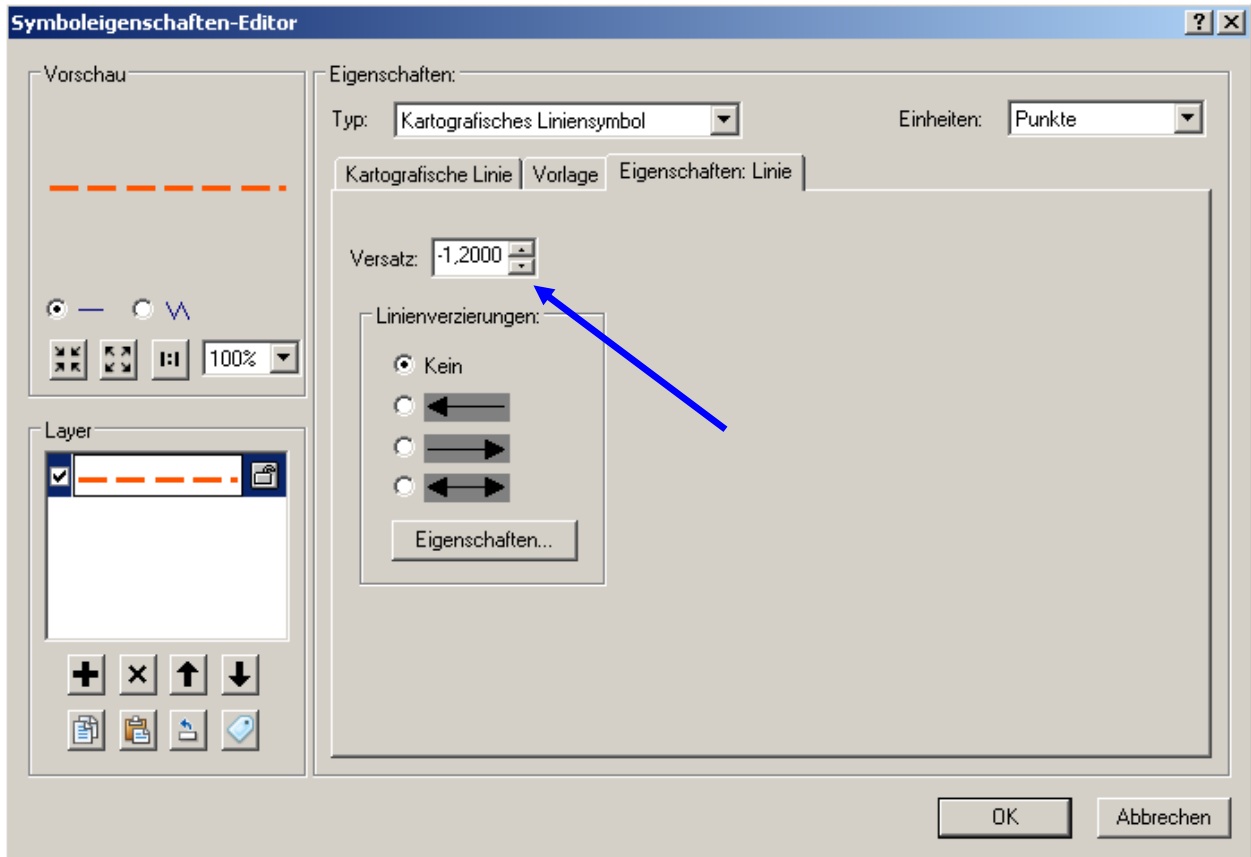 Symboleigenschaften-Editor
Vorschau
1:1
100%
Layer
Eigenschaften:
Typ: Kartografisches Liniensymbol
Einheiten: Punkte
Kartografische Linie
Vorlage
Eigenschaften: Linie
Versatz: -1,2000
Linienverzierungen:
Kein
Eigenschaften...
OK
Abbrechen